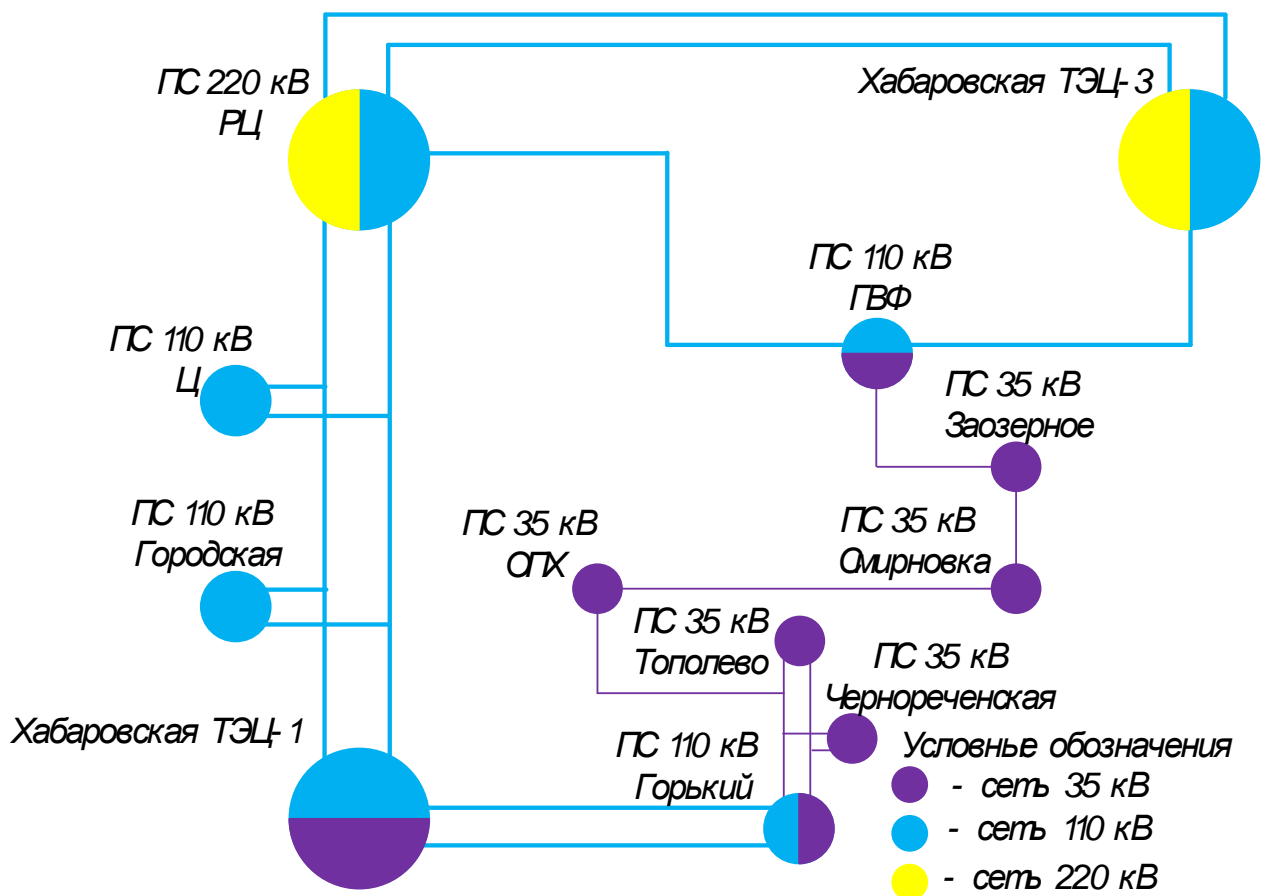 ПС 220 кВ
РЦ
Хабаровская ТЭЦ-3
ПС 110 кВ
ГВФ
ПС 110 кВ
Ц
ПС 35 кВ
Заозерное
ПС 110 кВ
Городская
ПС 35 кВ
ОПХ
ПС 35 кВ
Смирновка
ПС 35 кВ
Тополево
ПС 35 кВ
Чернореченская
Хабаровская ТЭЦ-1
ПС 110 кВ
Горький
Условные обозначения
- сеть 35 кВ
- сеть 110 кВ
- сеть 220 кВ